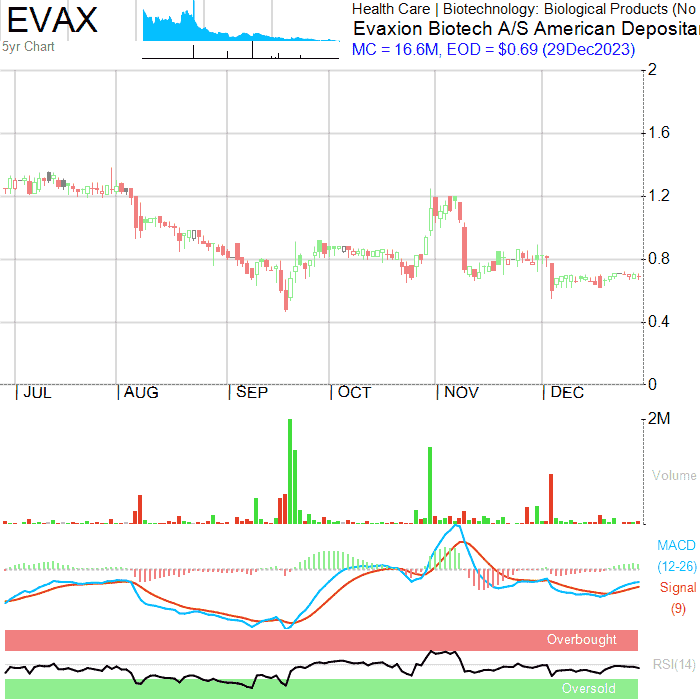 EVAX
5yr Chart
Health Care | Biotechnology: Biological Products (No
Evaxion Biotech A/S American Depositar
MC = 16.6M, EOD = $0.69 (29Dec2023)
2
1.6
1.2
0.8
0.4
0
| JUL | AUG | SEP | OCT | NOV | DEC
2M
Volume
MACD
(12-26)
Signal
(9)
Overbought
RSI(14)
Oversold